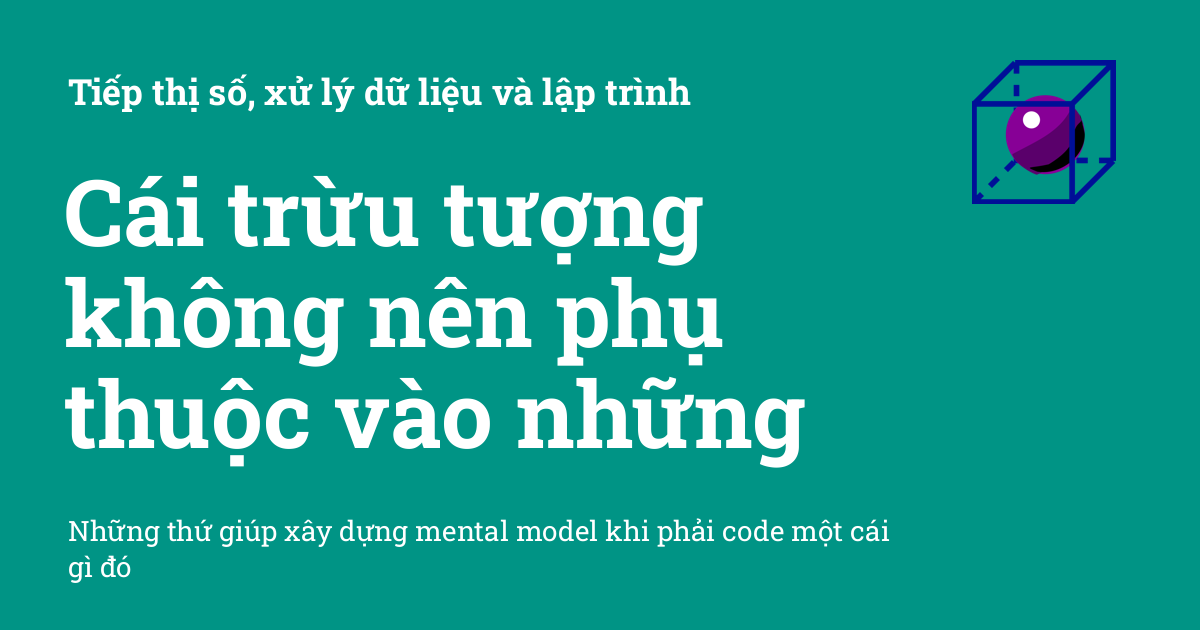 Tiếp thị số, xử lý dữ liệu và lập trình
Cái trừu tượng
không nên phụ
thuộc vào những
Những thứ giúp xây dựng mental model khi phải code một cái
gì đó